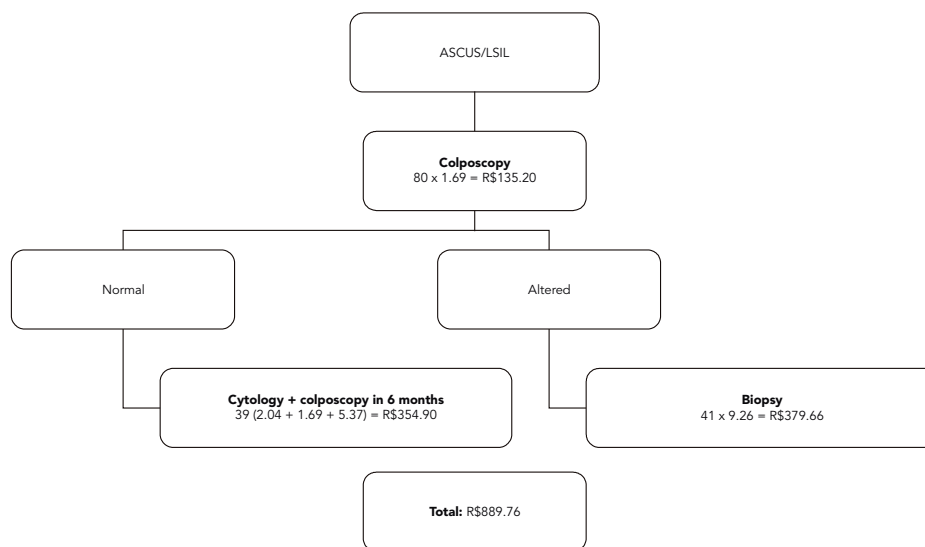 ASCUS/LSIL
Colposcopy
80 x 1.69 = R$135.20
Normal
Altered
Cytology + colposcopy in 6 months
39 (2.04 + 1.69 + 5.37) = R$354.90
Biopsy
41 x 9.26 = R$379.66
Total: R$889.76